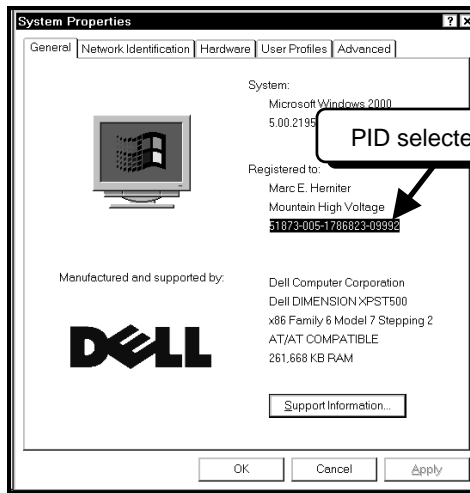 System Properties
General Network Identification Hardware User Profiles Advanced
System:
Microsoft Windows 2000
5.00.2195
PID selecte
Registered to:
Marc E. Herniter
Mountain High Voltage
51873-005-1786823-09992
Manufactured and supported by:
Dell Computer Corporation
Dell DIMENSION XPST500
x86 Family 6 Model 7 Stepping 2
AT/AT COMPATIBLE
261,668 KB RAM
DELL
Support Information...
OK Cancel Apply